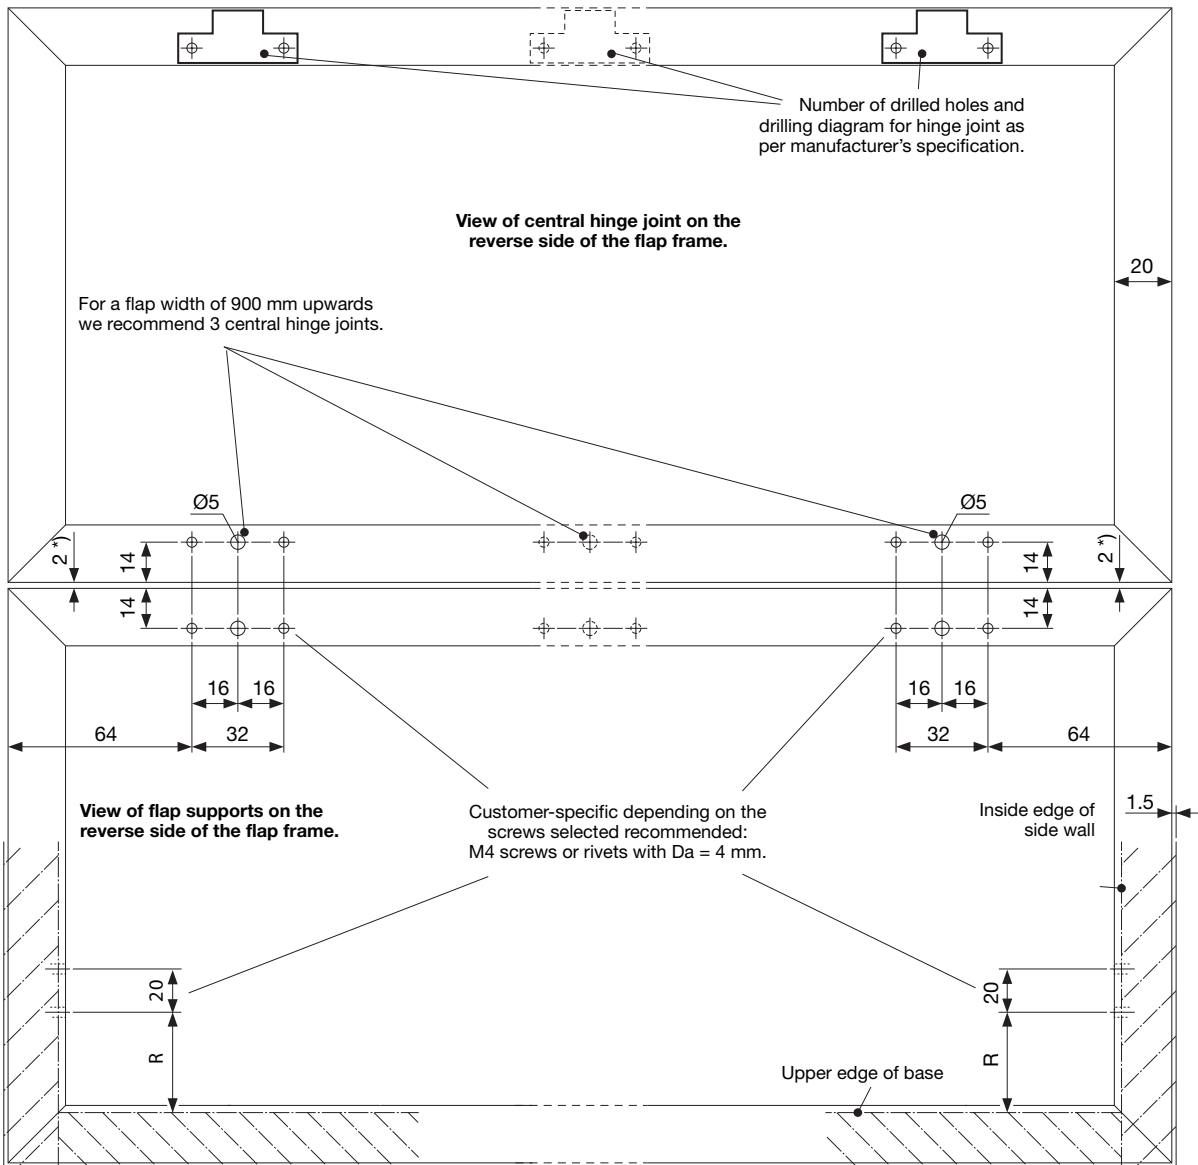 Number of drilled holes and
drilling diagram for hinge joint as
per manufacturer’s specification.
View of central hinge joint on the
reverse side of the flap frame.
20
For a flap width of 900 mm upwards
we recommend 3 central hinge joints.
Ø5
Ø5
2 *)
14
14
2 *)
14
14
16
16
16
16
64
32
32
64
View of flap supports on the
reverse side of the flap frame.
Customer-specific depending on the
screws selected recommended:
M4 screws or rivets with Da = 4 mm.
Inside edge of
side wall
1.5
20
20
R
R
Upper edge of base